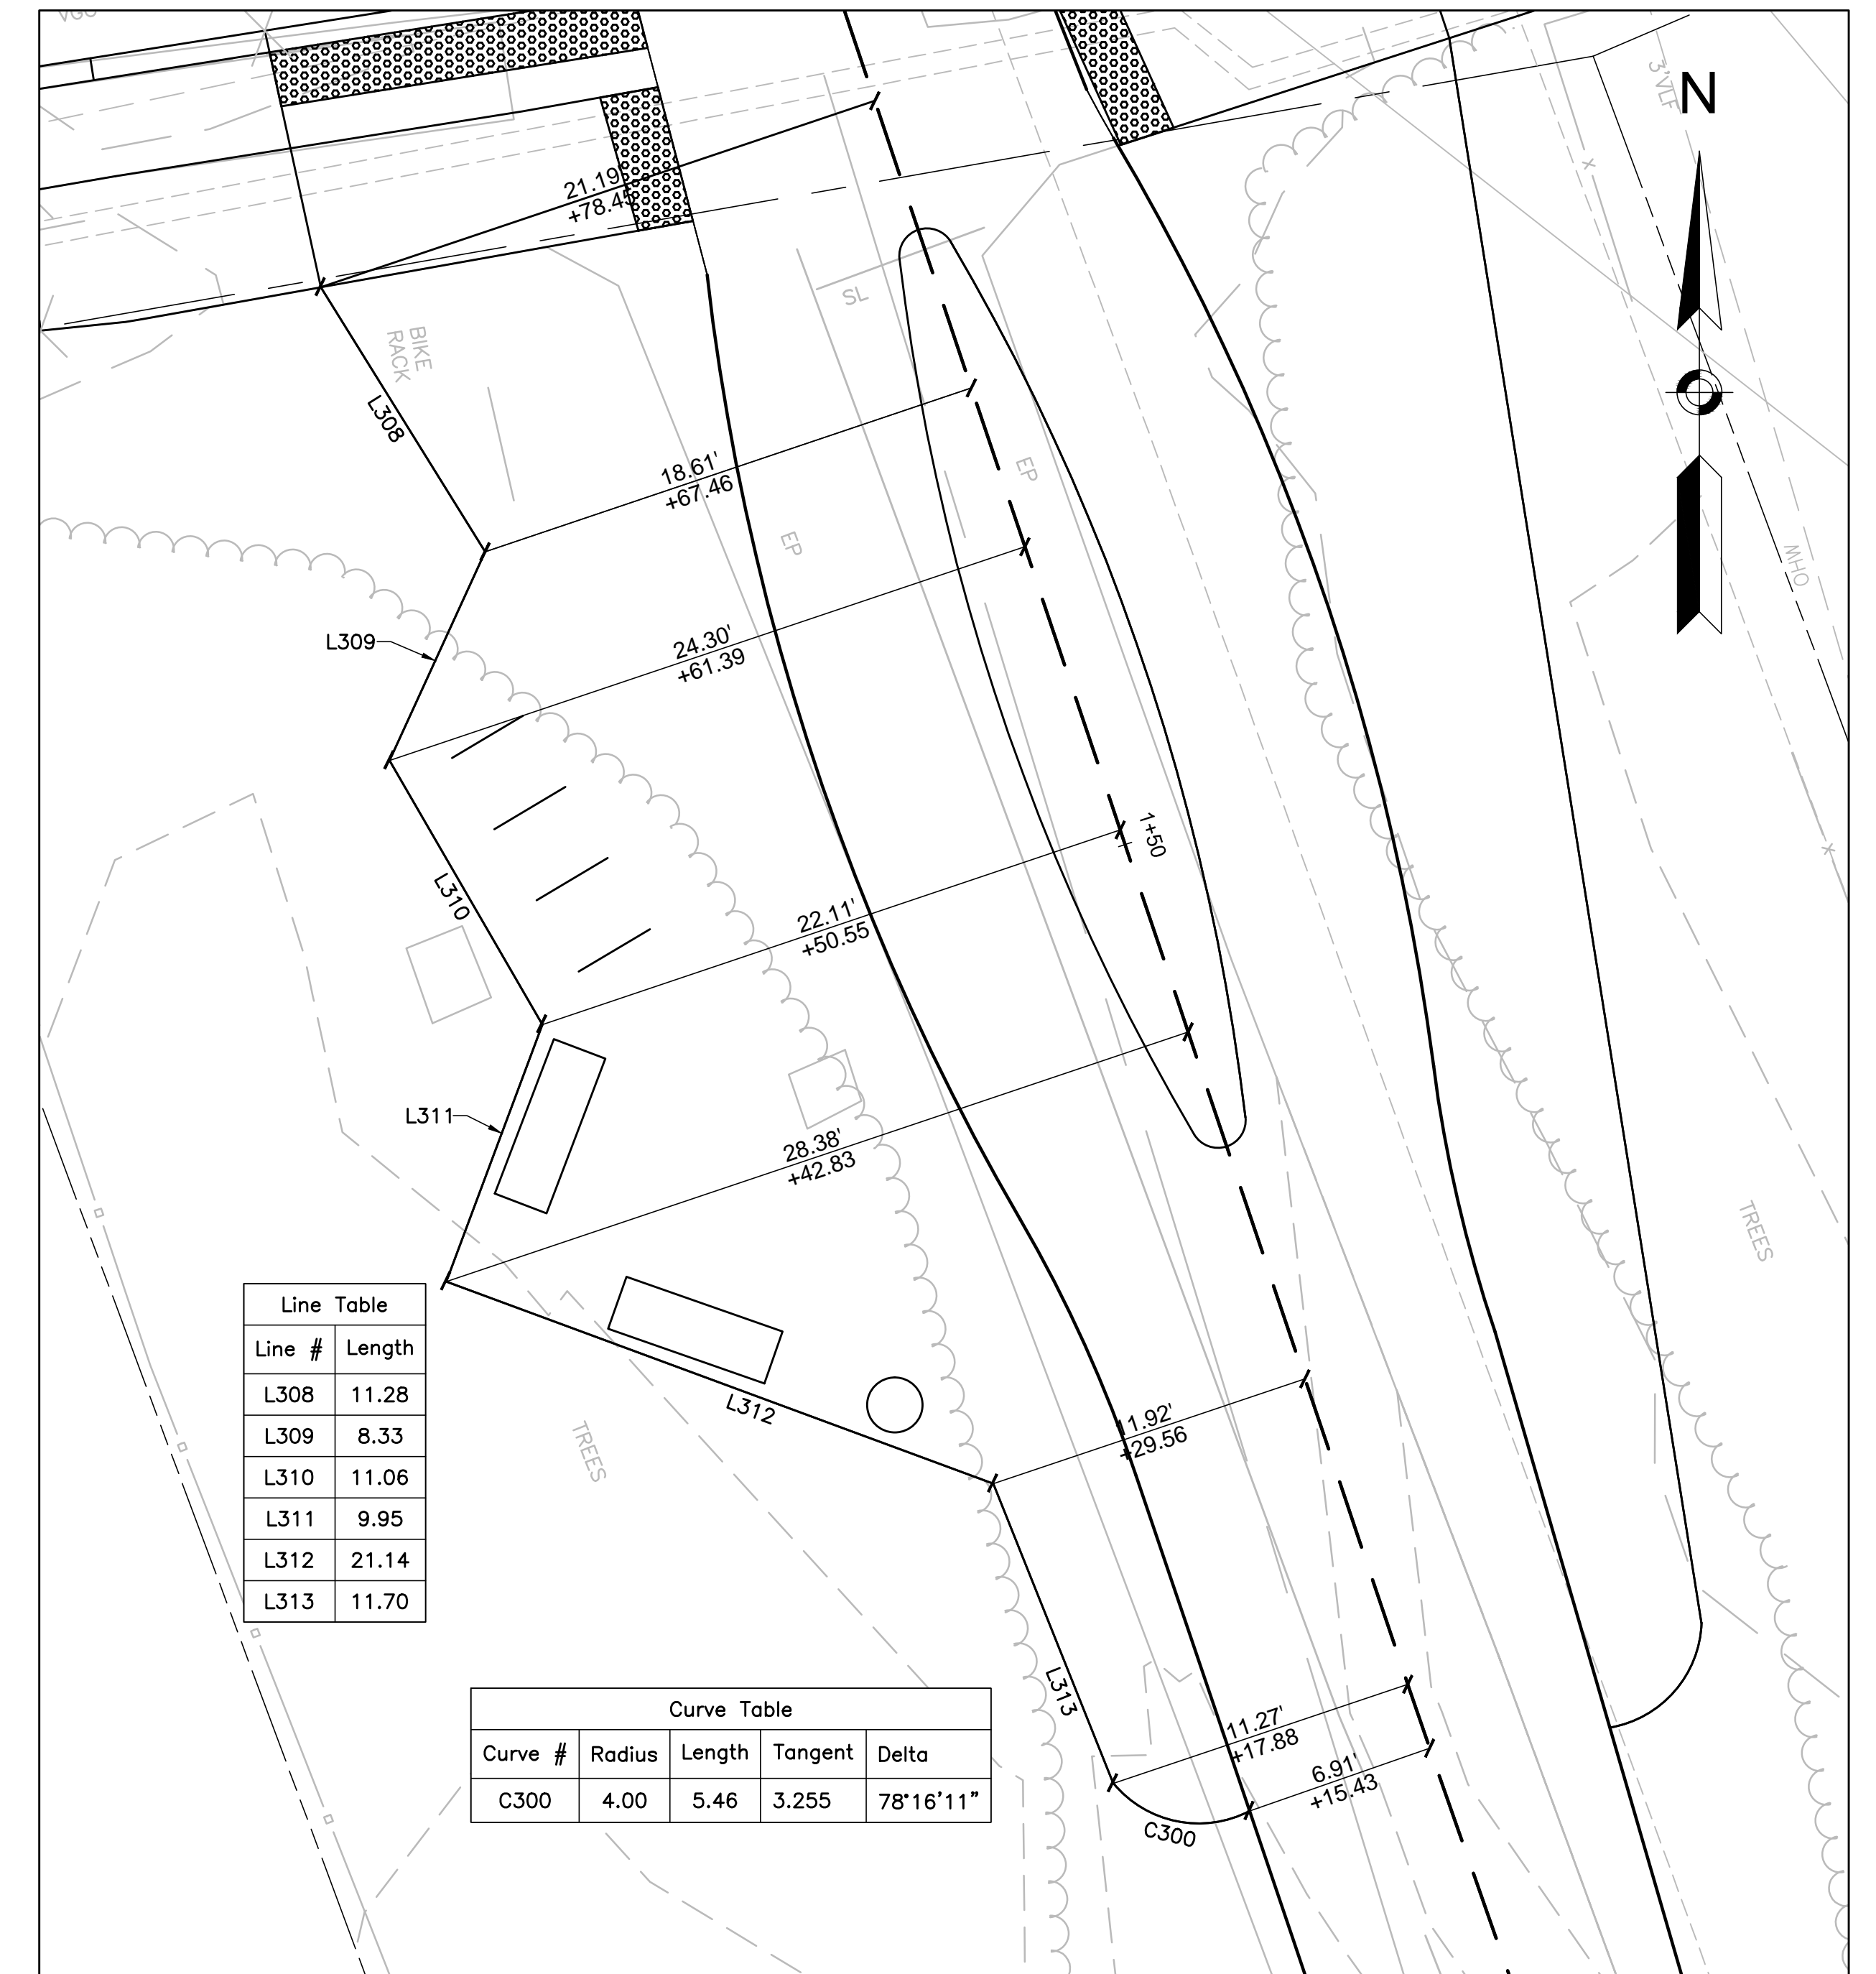 VGC
3'VLF
N
21.19'
+78.45
SL
BIKE
RACK
L308
18.61'
+67.46
EP
EP
OHW
24.30'
+61.39
L309
1+50
L310
22.11'
+50.55
L311
28.38'
+42.83
TREES
Line Table
Line # Length
L308 11.28
L309 8.33
L310 11.06
L311 9.95
L312 21.14
L313 11.70
L312
11.92'
+29.56
TREES
L313
11.27'
+17.88
6.91'
+15.43
C300
Curve Table
Curve # Radius Length Tangent Delta
C300 4.00 5.46 3.255 78°16'11"